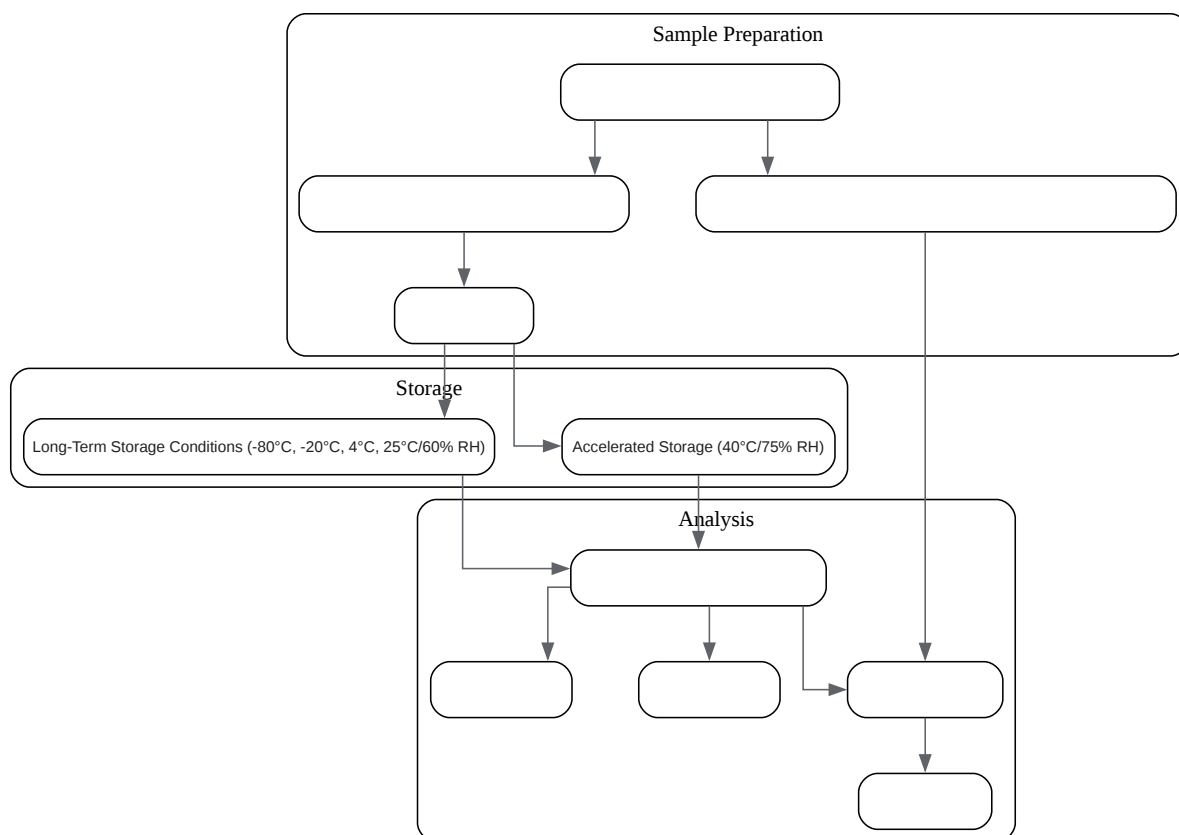 Sample Preparation
Storage
Long-Term Storage Conditions (-80°C, -20°C, 4°C, 25°C/60% RH)
Accelerated Storage (40°C/75% RH)
Analysis